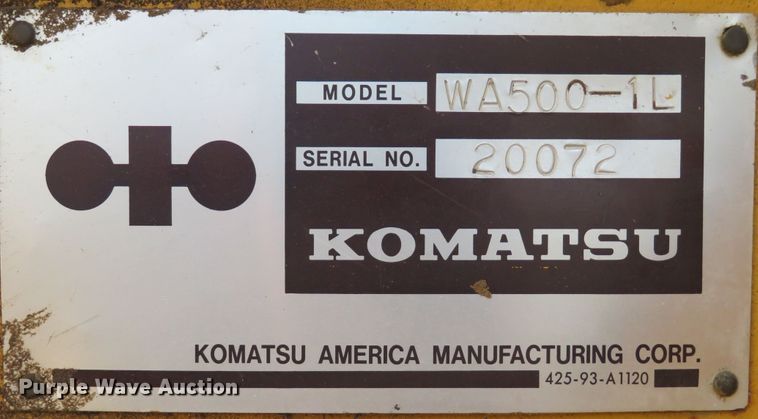 MODEL WA500-1L
SERIAL NO. 20072
KOMATSU
KOMATSU AMERICA MANUFACTURING CORP.
425-93-A1120
Purple Wave Auction